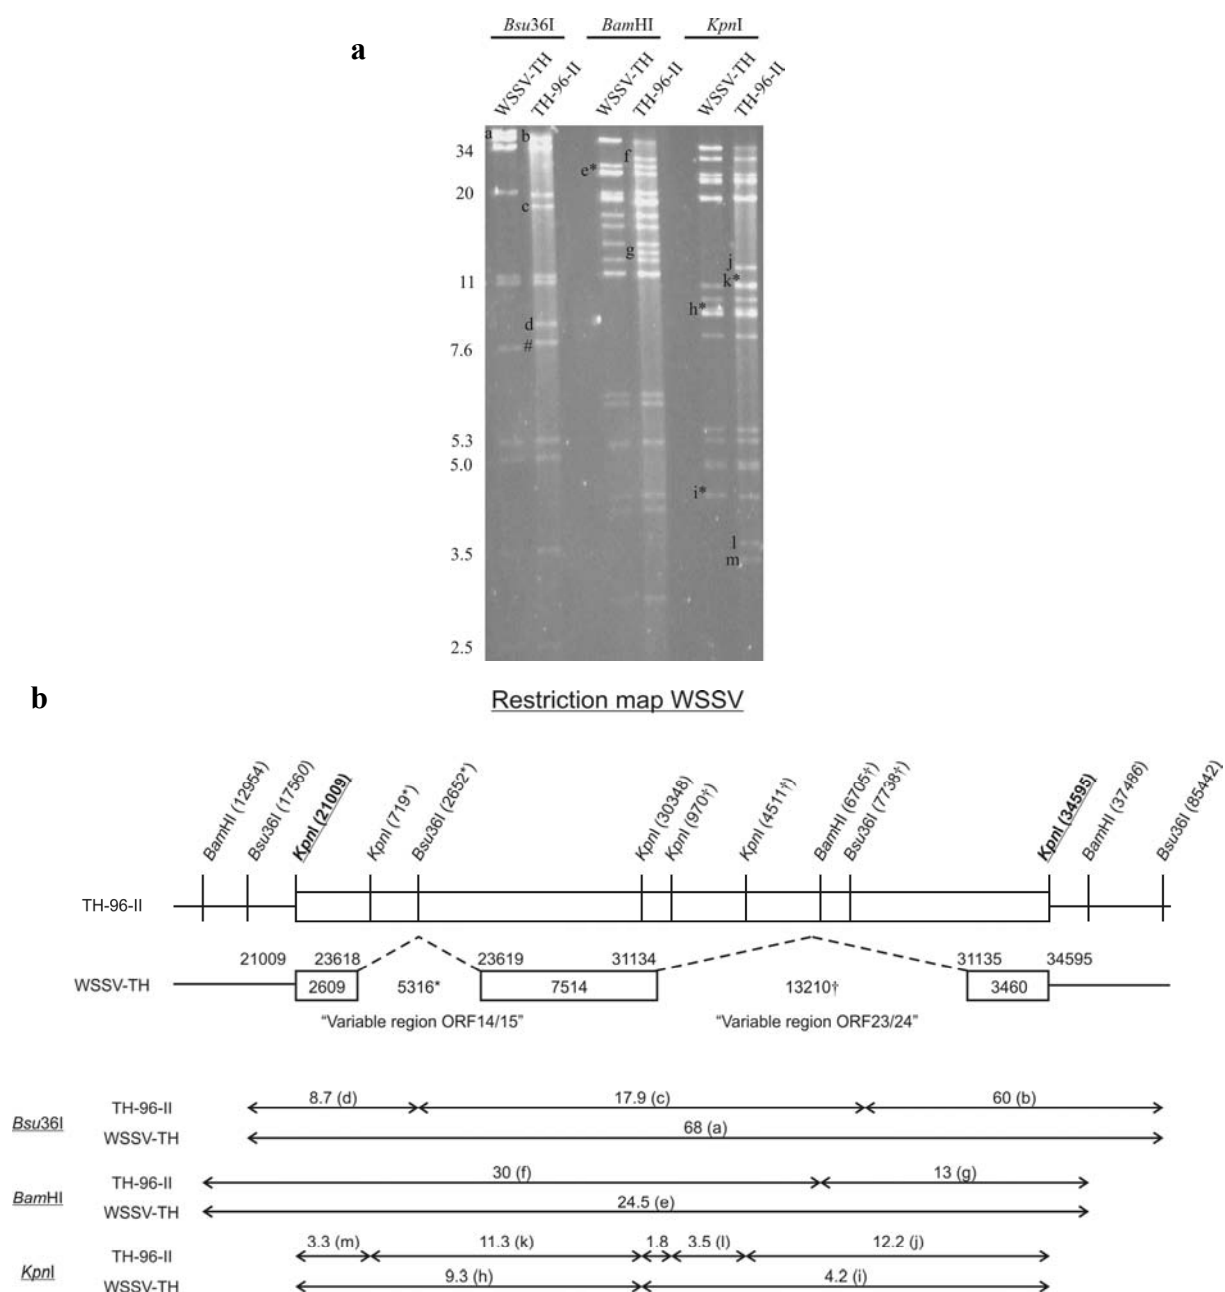 a
Bsu36I BamHI KpnI
WSSV-TH TH-96-II WSSV-TH TH-96-II WSSV-TH TH-96-II
a b
34
f
e*
20
c
g
j
11
k*
h*
d
#
7.6
5.3
5.0
i*
l
3.5
m
2.5
b
Restriction map WSSV
BamHI (12954) Bsu36I (17560) KpnI (21009) KpnI (719*) Bsu36I (2652*) KpnI (30348) KpnI (970†) KpnI (4511†) BamHI (6705†) Bsu36I (7738†) KpnI (34595) BamHI (37486) Bsu36I (85442)
TH-96-II
21009 23618 23619 31134 31135 34595
WSSV-TH 2609 5316* 7514 13210† 3460
“Variable region ORF14/15” “Variable region ORF23/24”
Bsu36I
TH-96-II 8.7 (d) 17.9 (c) 60 (b)
WSSV-TH 68 (a)
BamHI
TH-96-II 30 (f) 13 (g)
WSSV-TH 24.5 (e)
KpnI
TH-96-II 3.3 (m) 11.3 (k) 1.8 3.5 (l) 12.2 (j)
WSSV-TH 9.3 (h) 4.2 (i)